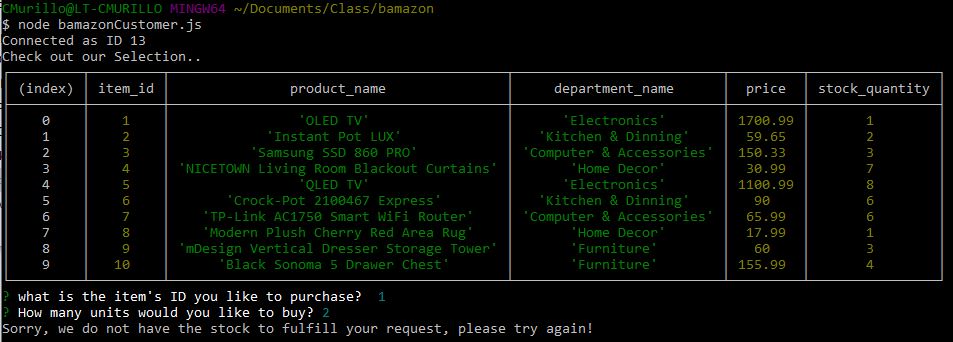 CMurillo@LT-CMURILLO MINGW64 ~/Documents/Class/bamazon
$ node bamazonCustomer.js
Connected as ID 13
Check out our Selection..
(index) item_id product_name department_name price stock_quantity
0 1 'OLED TV' 'Electronics' 1700.99 1
1 2 'Instant Pot LUX' 'Kitchen & Dinning' 59.65 2
2 3 'Samsung SSD 860 PRO' 'Computer & Accessories' 150.33 3
3 4 'NICETOWN Living Room Blackout Curtains' 'Home Decor' 30.99 7
4 5 'QLED TV' 'Electronics' 1100.99 8
5 6 'Crock-Pot 2100467 Express' 'Kitchen & Dinning' 90 6
6 7 'TP-Link AC1750 Smart WiFi Router' 'Computer & Accessories' 65.99 6
7 8 'Modern Plush Cherry Red Area Rug' 'Home Decor' 17.99 1
8 9 'mDesign Vertical Dresser Storage Tower' 'Furniture' 60 3
9 10 'Black Sonoma 5 Drawer Chest' 'Furniture' 155.99 4
? what is the item's ID you like to purchase? 1
? How many units would you like to buy? 2
Sorry, we do not have the stock to fulfill your request, please try again!